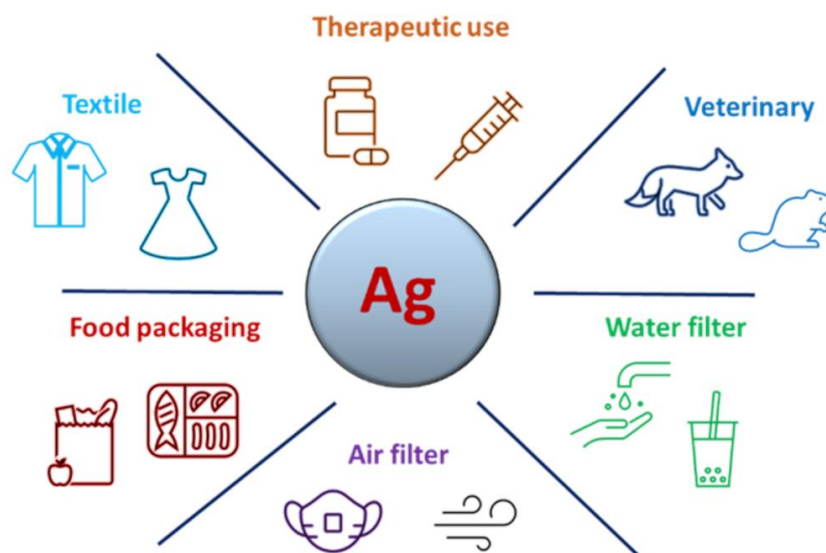 Therapeutic use
Textile
Veterinary
Ag
Food packaging
Water filter
Air filter